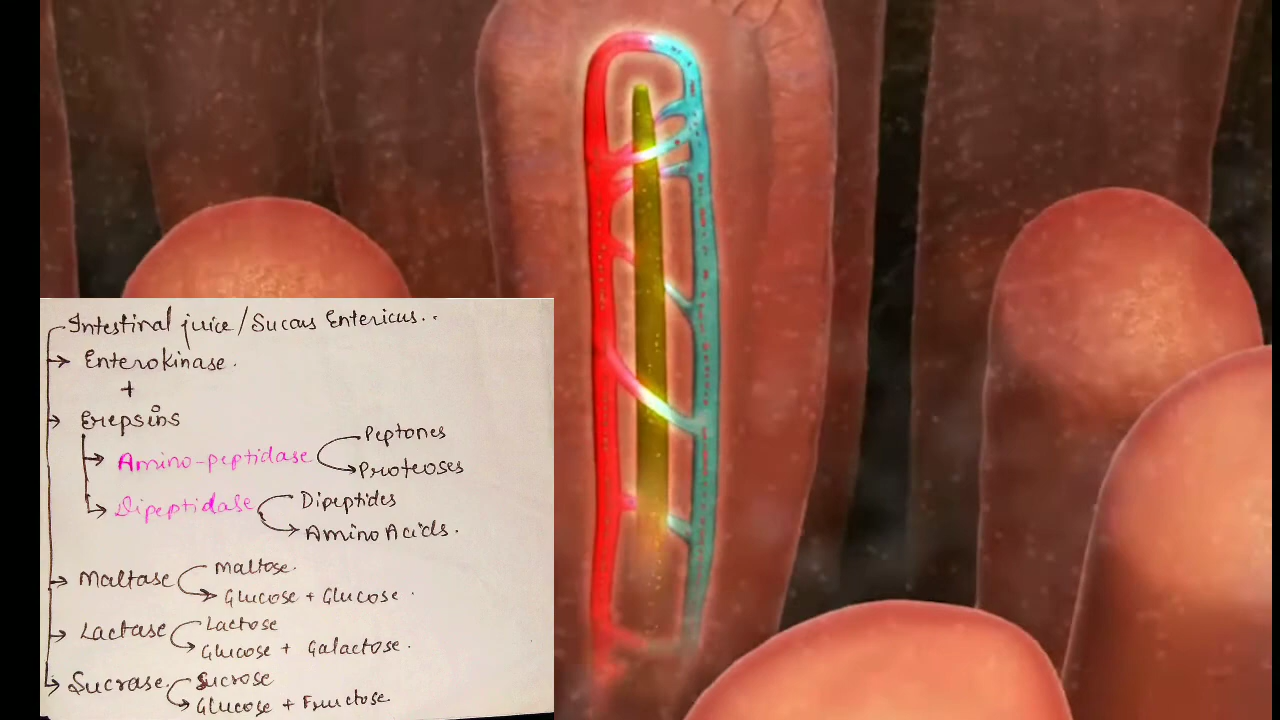 Intestinal juice/Sucaus Entericus..
→ Enterokinase.
+
→ Erepsins
→ Amino-peptidase Peptones
→ Proteoses
→ Dipeptidase Dipeptides
→ Amino Acids.
→ Maltase Maltose.
→ Glucose + Glucose.
→ Lactase Lactose
→ Glucose + Galactose.
→ Sucrase. Sucrose
→ Glucose + Fructose.